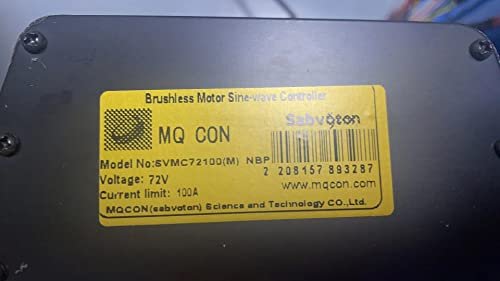 Brushless Motor Sine-wave Controller
MQ CON
Sabvoton
Model No:SVMC72100(M) NBP
2 208157 893287
Voltage: 72V
www.mqcon.com
Current limit: 100A
MQCON(sabvoton) Science and Technology CO.,Ltd.